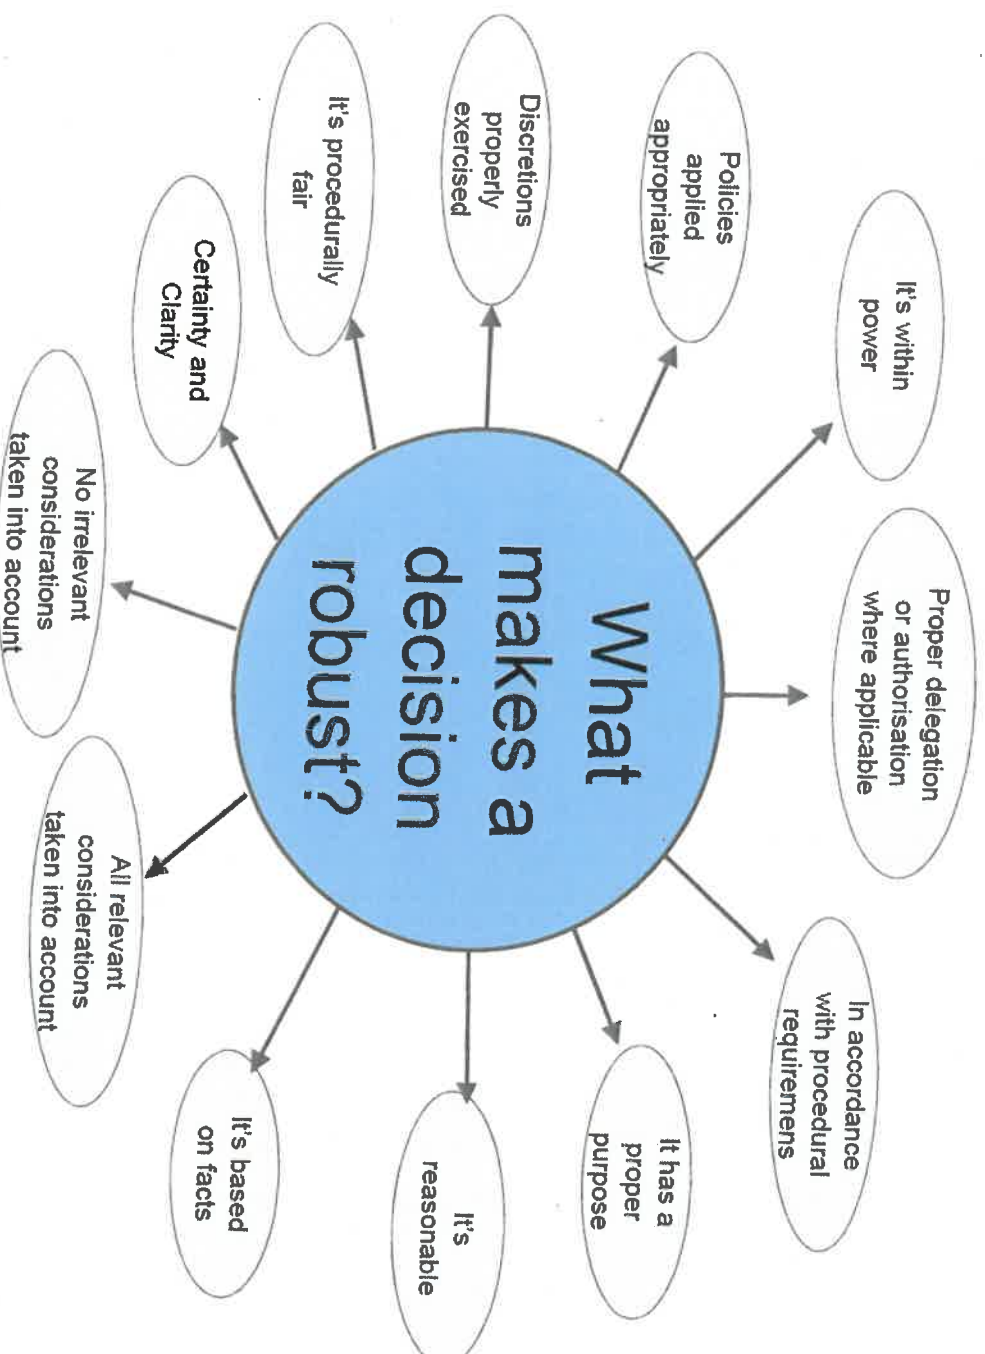 What
makes a
decision
robust?
Proper delegation
or authorisation
where applicable
In accordance
with procedural
requiremens
It has a
proper
purpose
It's
reasonable
It's based
on facts
All relevant
considerations
taken into account
No irrelevant
considerations
taken into account
Certainty and
Clarity
It's procedurally
fair
Discretions
properly
exercised
Policies
applied
appropriately
It's within
power